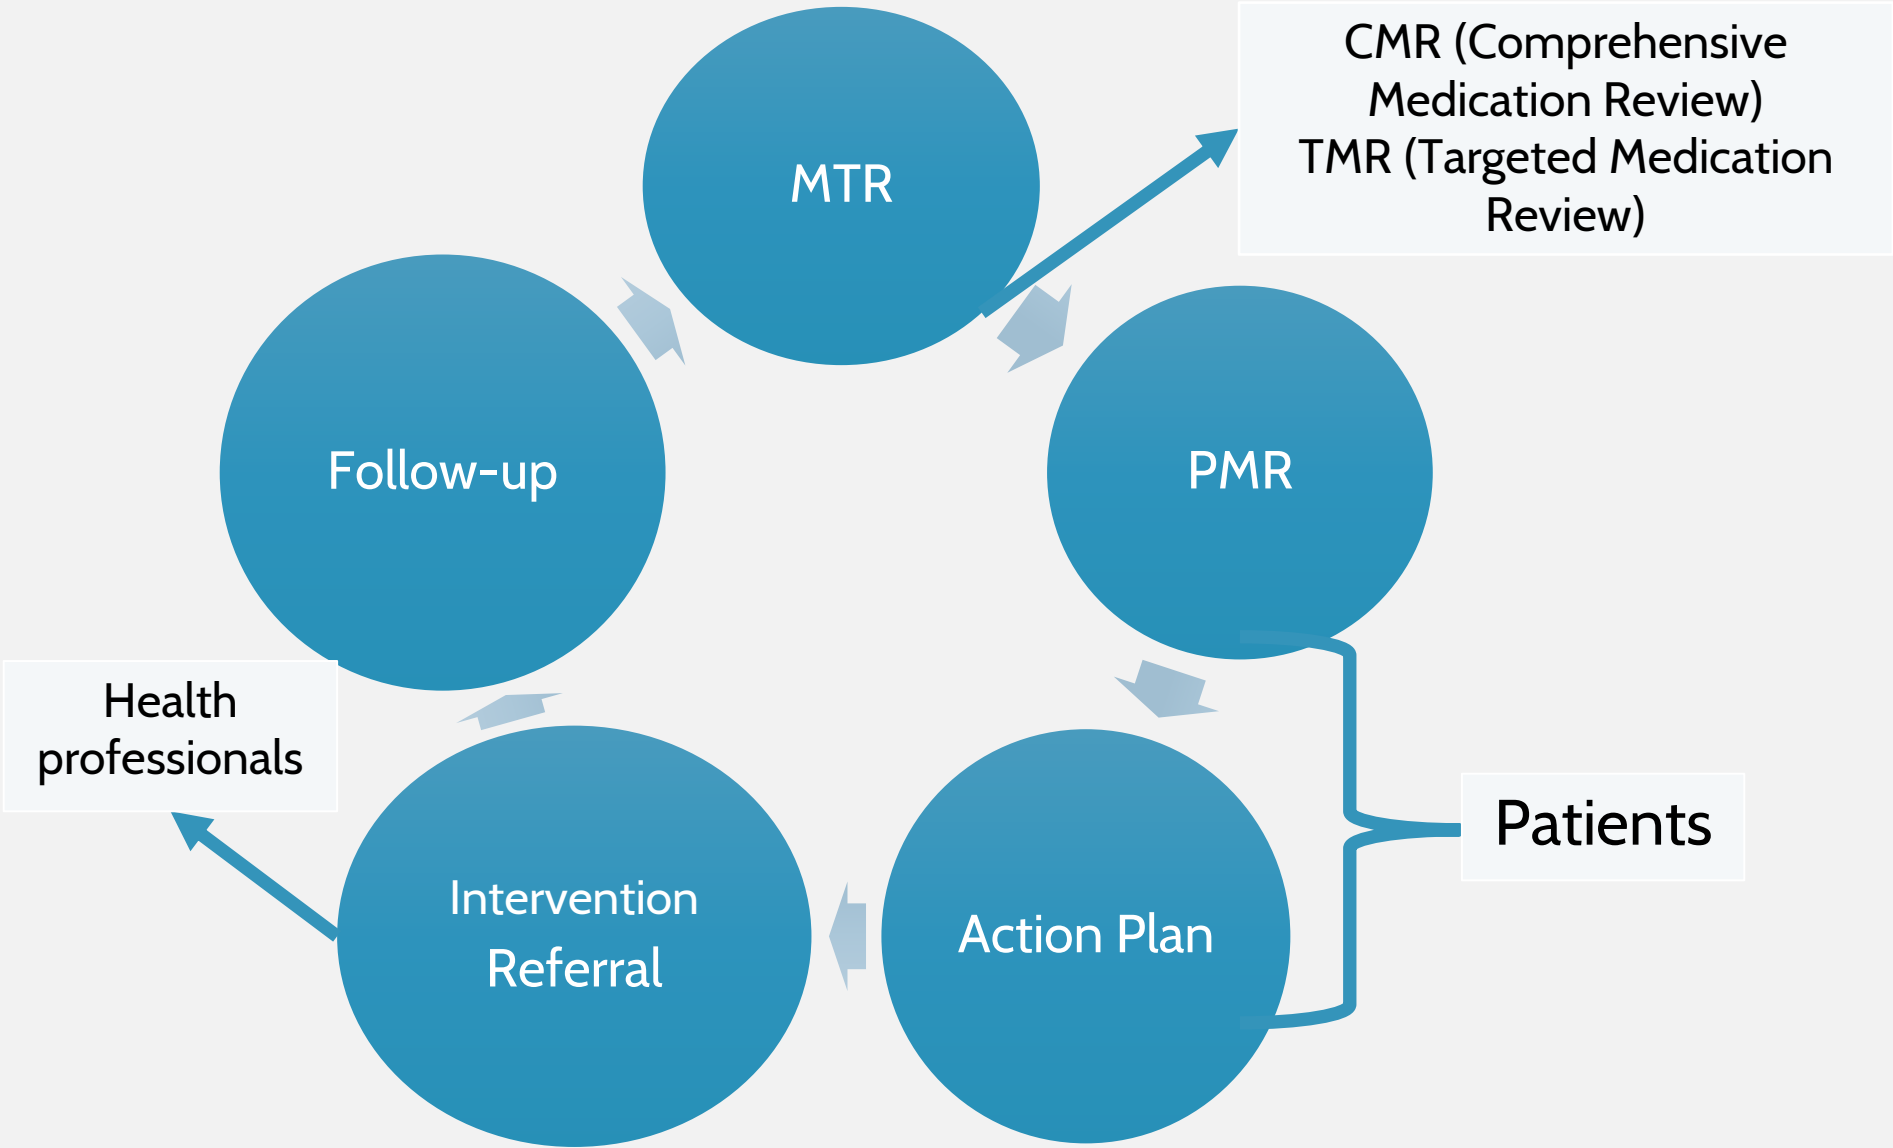 MTR
CMR (Comprehensive
Medication Review)
TMR (Targeted Medication
Review)
Follow-up
PMR
Health
professionals
Patients
Intervention
Referral
Action Plan